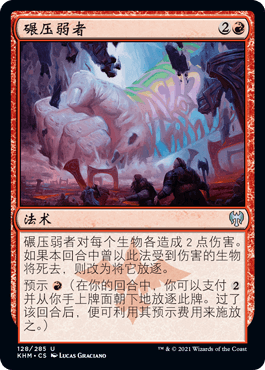 碾压弱者 2
法术
碾压弱者对每个生物各造成2点伤害。
如果本回合中曾以此法受到伤害的生物
将死去，则改为将它放逐。
预示（在你的回合中，你可以支付2
并从你手上牌面朝下地放逐此牌。过了
该回合后，便可利用其预示费用来施放
之。）
128/285 U
KHM • CS LUCAS GRACIANO
™ & © 2021 Wizards of the Coast